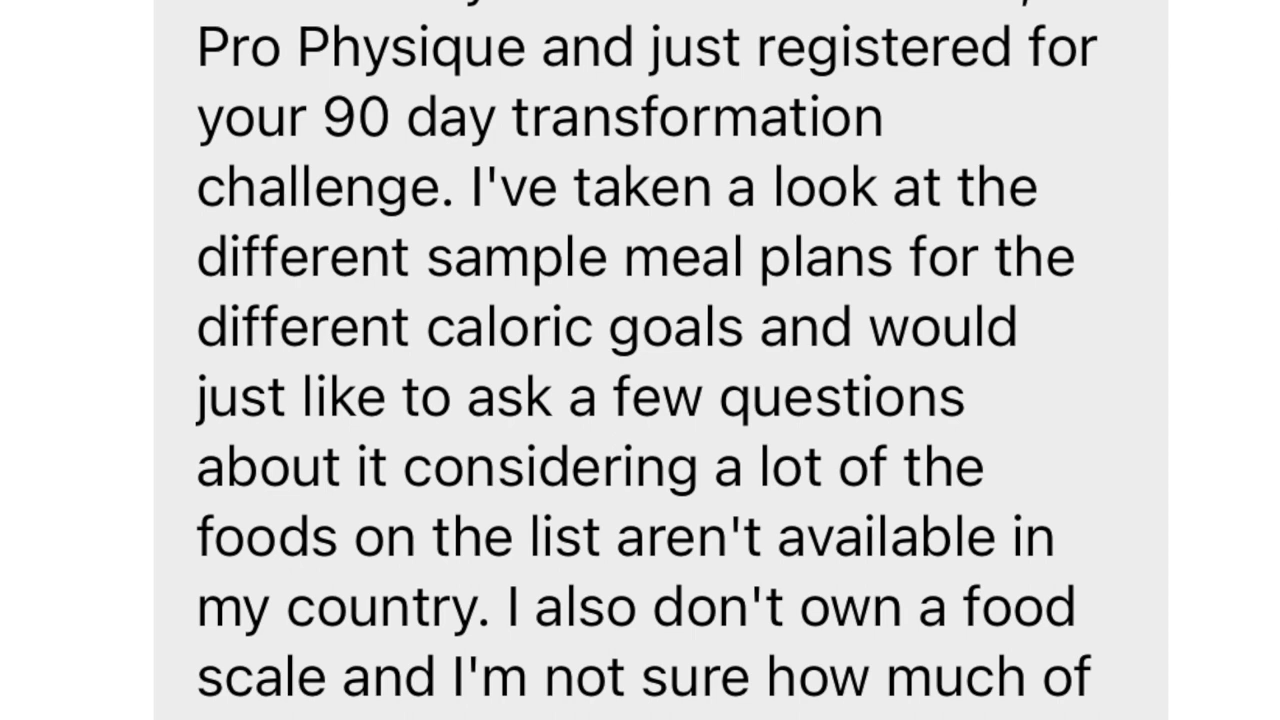 Pro Physique and just registered for
your 90 day transformation
challenge. I've taken a look at the
different sample meal plans for the
different caloric goals and would
just like to ask a few questions
about it considering a lot of the
foods on the list aren't available in
my country. I also don't own a food
scale and I'm not sure how much of